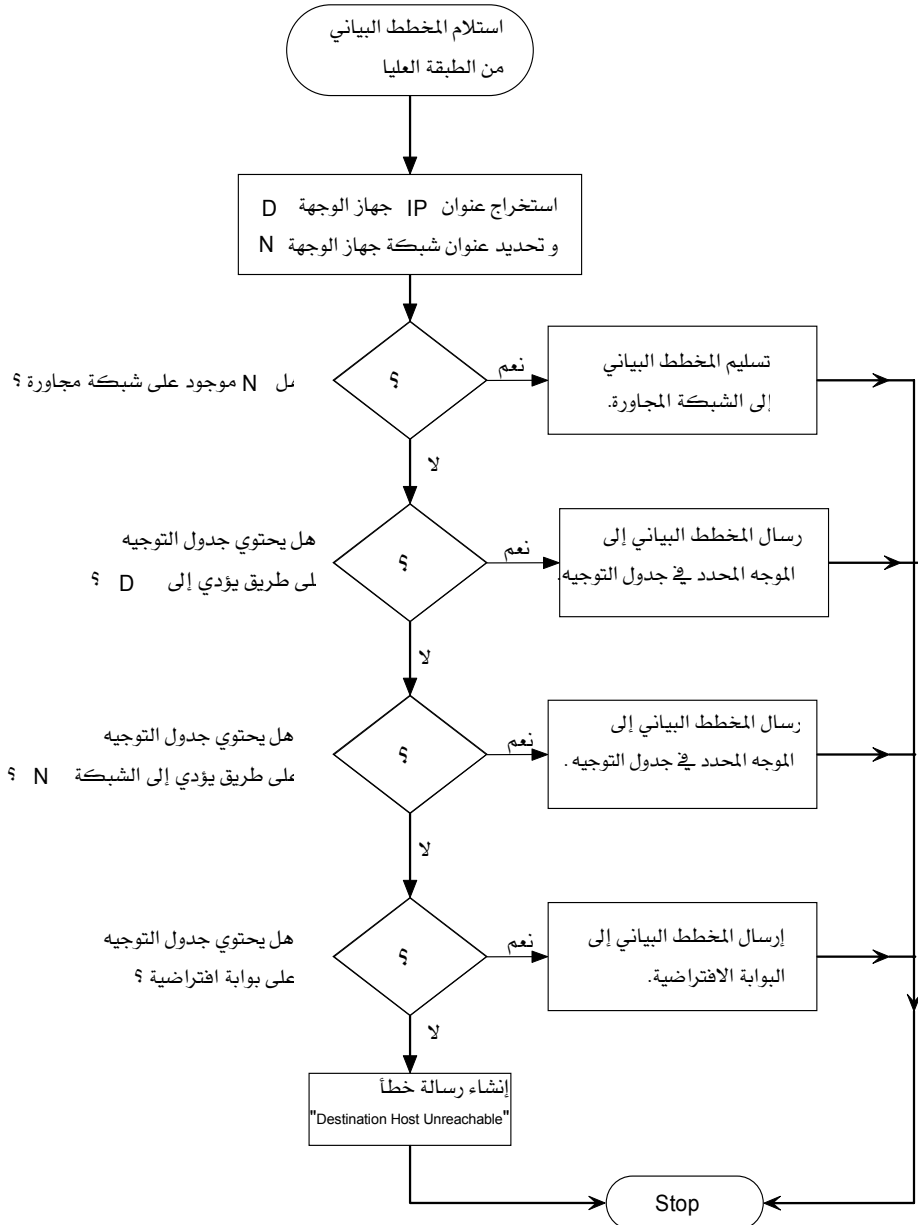 استلام المخطط البياني
من الطبقة العليا
استخراج عنوان IP جهاز الوجهة D
و تحديد عنوان شبكة جهاز الوجهة N
مل N موجود على شبكة مجاورة ؟
؟
نعم
تسليم المخطط البياني
إلى الشبكة المجاورة.
لا
هل يحتوي جدول التوجيه
لى طريق يؤدي إلى D ؟
؟
نعم
رسال المخطط البياني إلى
الموجه المحدد في جدول التوجيه.
لا
هل يحتوي جدول التوجيه
على طريق يؤدي إلى الشبكة N ؟
؟
نعم
رسال المخطط البياني إلى
الموجه المحدد في جدول التوجيه .
لا
هل يحتوي جدول التوجيه
على بوابة افتراضية ؟
؟
نعم
إرسال المخطط البياني إلى
البوابة الافتراضية.
لا
إنشاء رسالة خطأ
"Destination Host Unreachable"
Stop